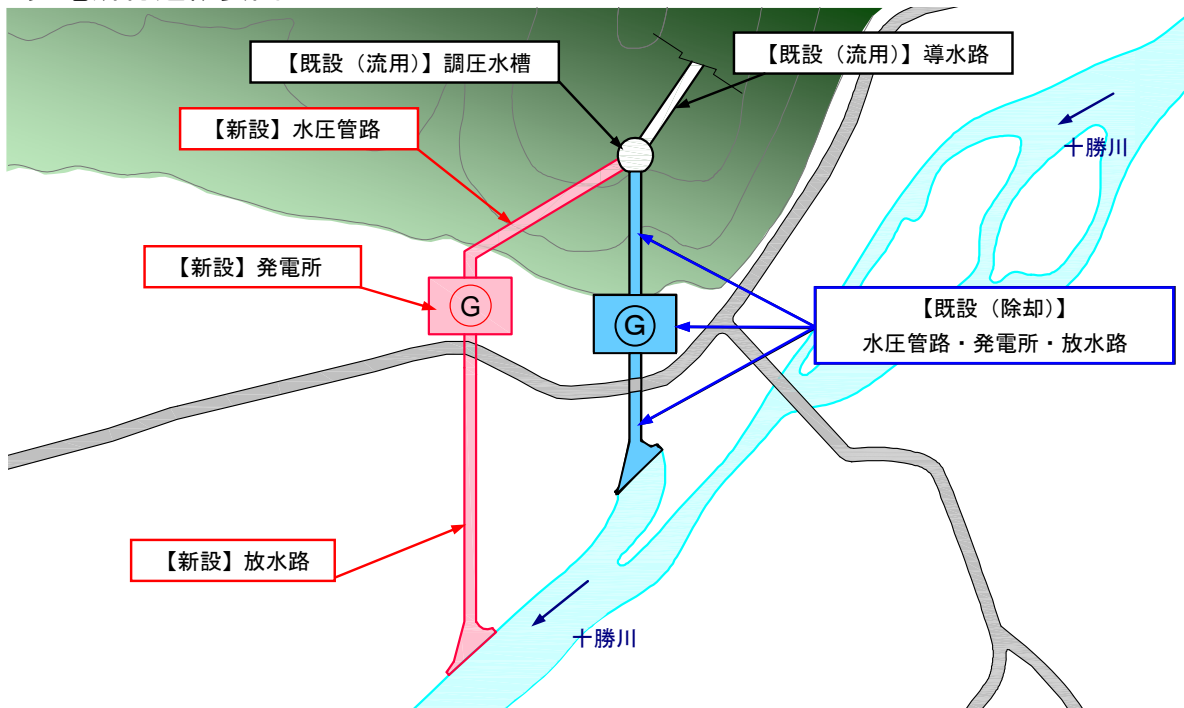 【既設（流用）】調圧水槽
【既設（流用）】導水路
【新設】水圧管路
十勝川
【新設】発電所
G
G
【既設（除却）】
水圧管路・発電所・放水路
【新設】放水路
十勝川